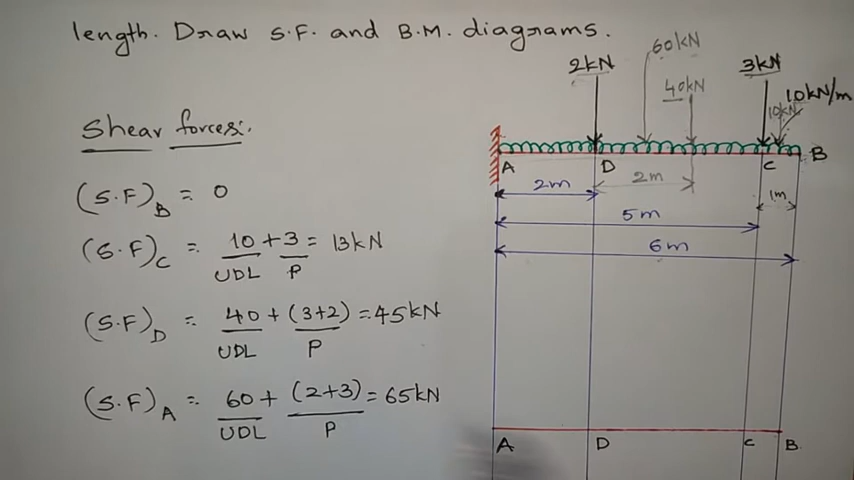 length. Draw S.F. and B.M. diagrams.
Shear forces:
(S.F)B = 0
(S.F)C = 10 + 3 = 13kN
UDL P
(S.F)D = 40 + (3+2) = 45kN
UDL P
(S.F)A = 60 + (2+3) = 65kN
UDL P
60kN
2kN
3kN
40kN
10kN/m
10kN
A
D
C
B
2m
2m
1m
5m
6m
A
D
C
B